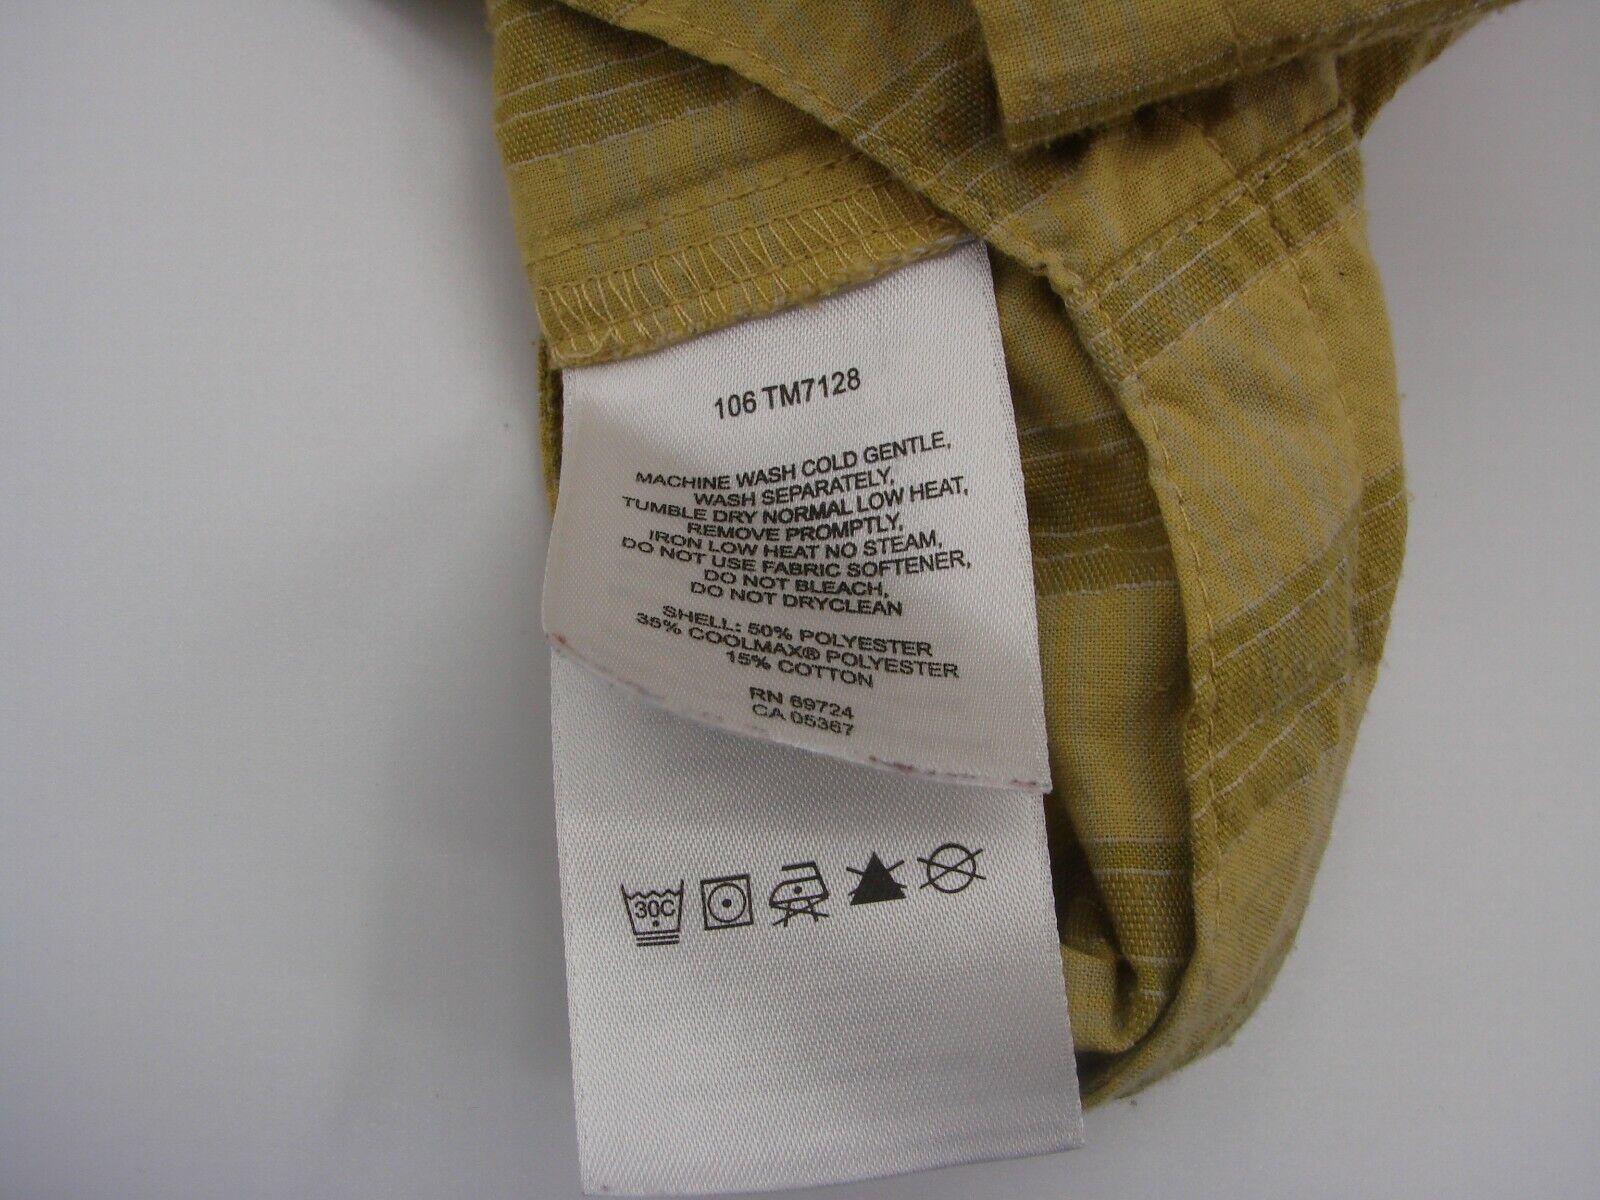 106 TM7128
MACHINE WASH COLD GENTLE,
WASH SEPARATELY,
TUMBLE DRY NORMAL LOW HEAT,
REMOVE PROMPTLY,
IRON LOW HEAT NO STEAM,
DO NOT USE FABRIC SOFTENER,
DO NOT BLEACH,
DO NOT DRYCLEAN
SHELL: 50% POLYESTER
35% COOLMAX® POLYESTER
15% COTTON
RN 69724
CA 05367
30C